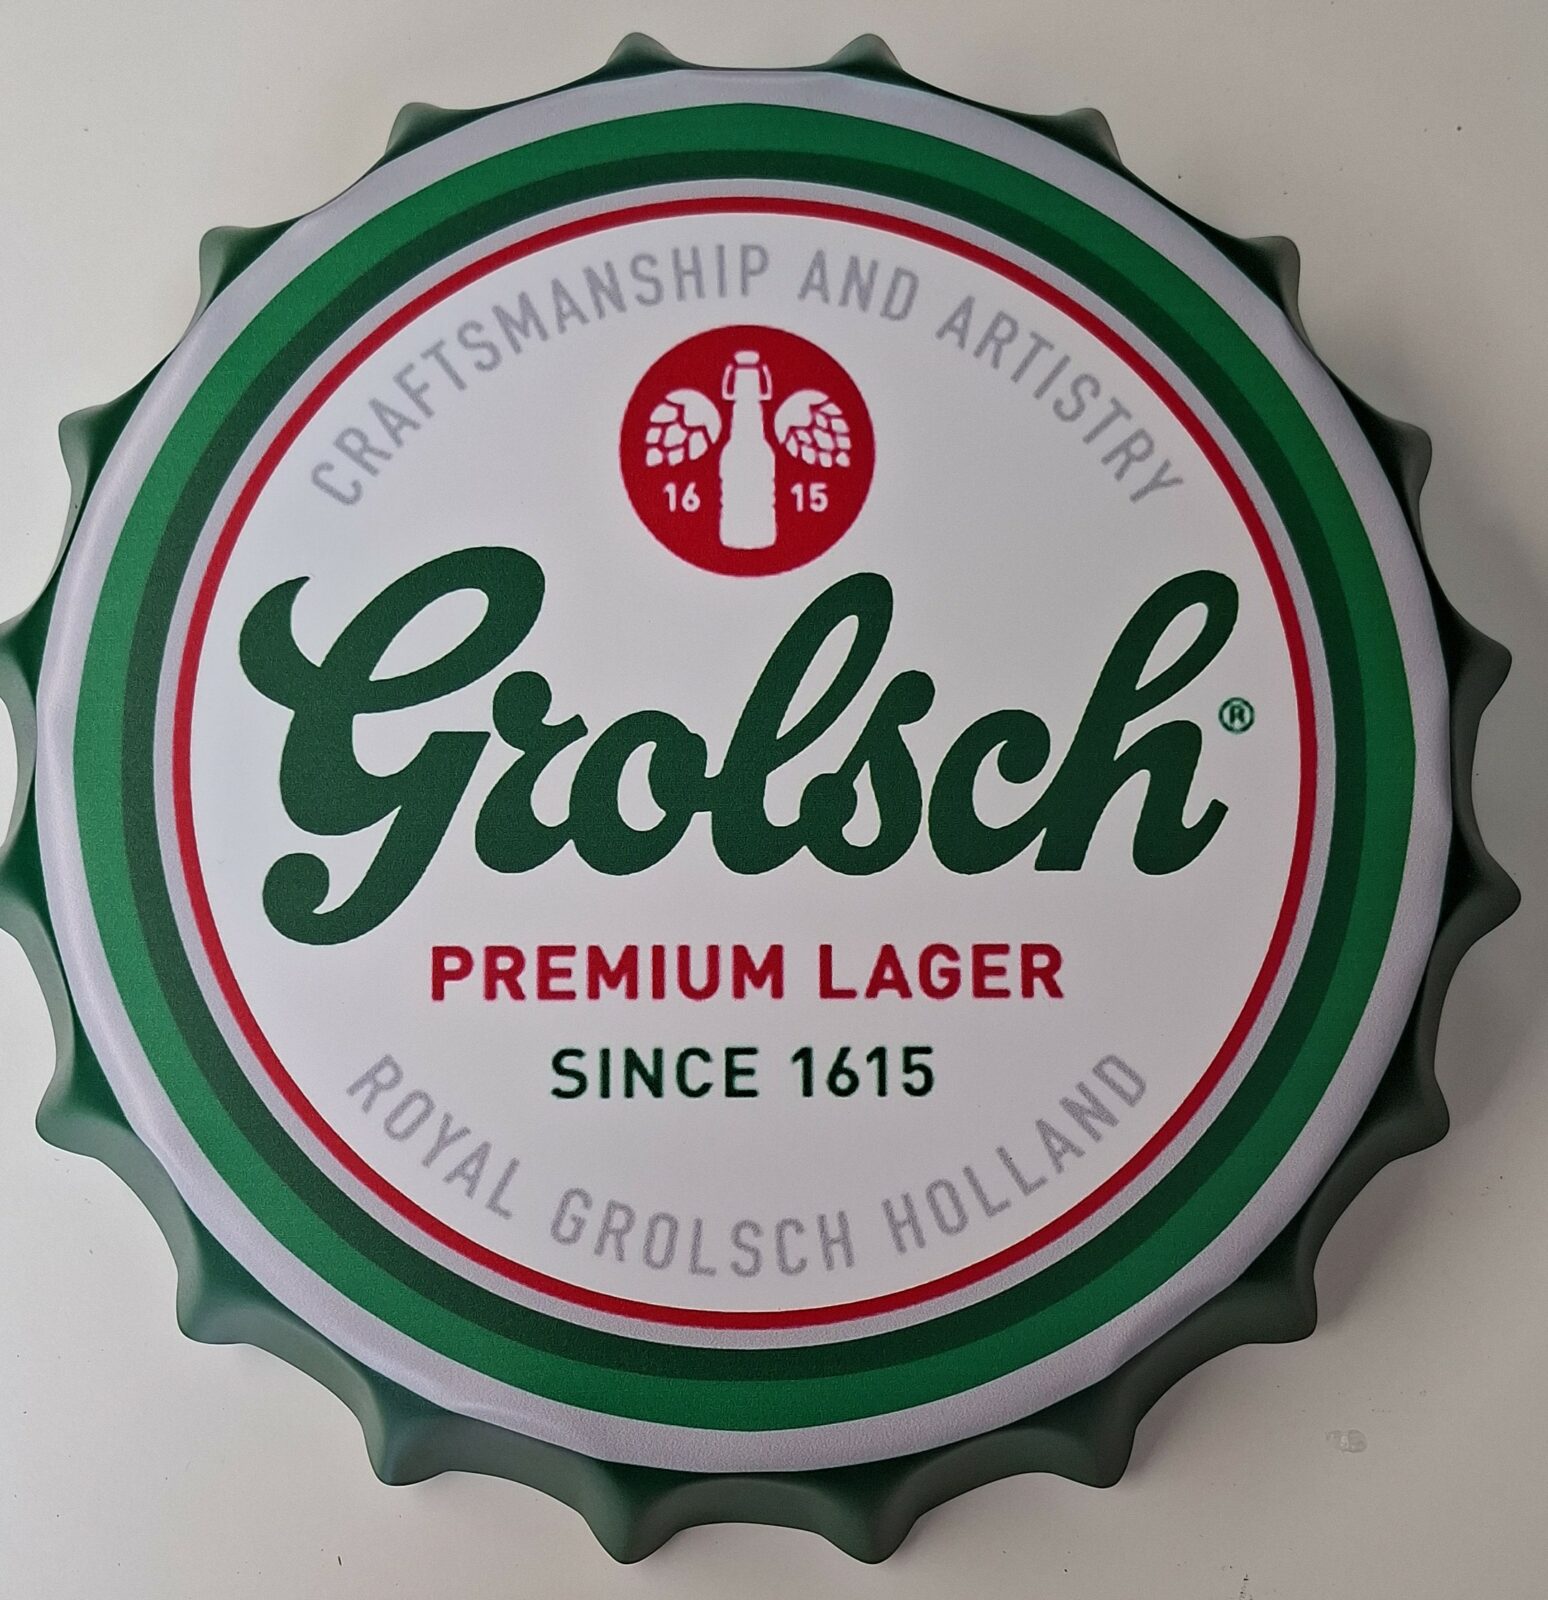 CRAFTSMANSHIP AND ARTISTRY
16 15
Grolsch®
PREMIUM LAGER
SINCE 1615
ROYAL GROLSCH HOLLAND